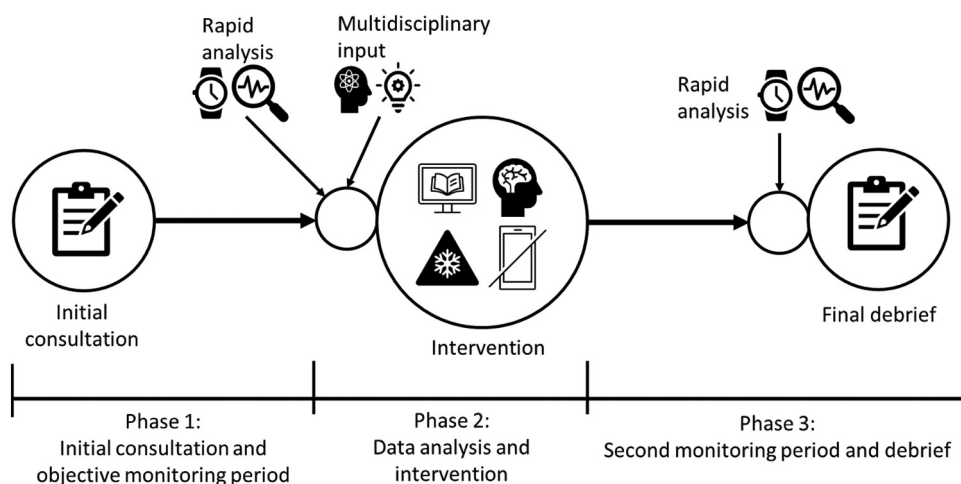 Rapid
analysis
Multidisciplinary
input
Rapid
analysis
Initial
consultation
Intervention
Final debrief
Phase 1:
Initial consultation and
objective monitoring period
Phase 2:
Data analysis and
intervention
Phase 3:
Second monitoring period and debrief